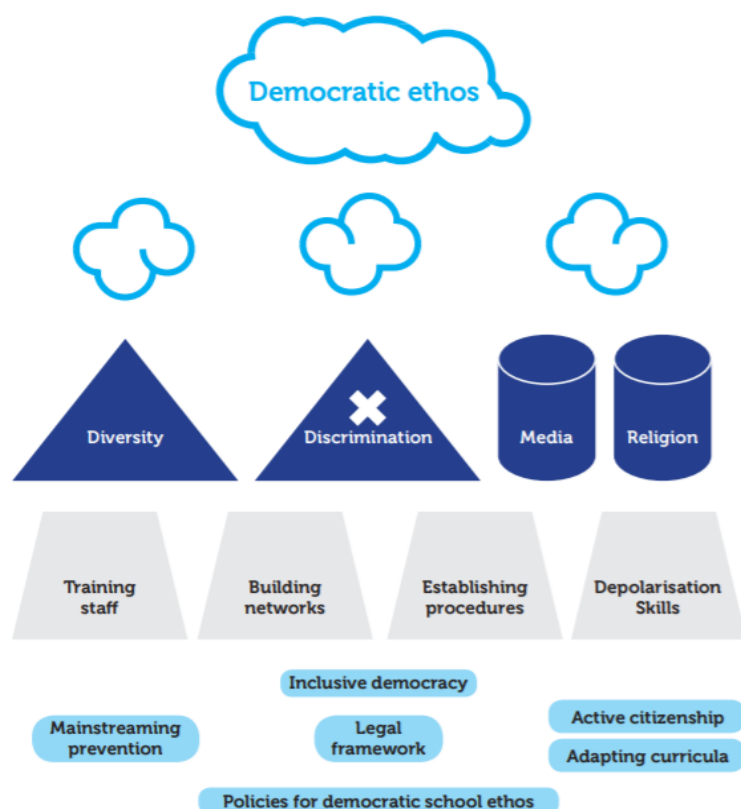 Democratic ethos
Diversity
Discrimination
Media
Religion
Training
staff
Building
networks
Establishing
procedures
Depolarisation
Skills
Inclusive democracy
Mainstreaming
prevention
Legal
framework
Active citizenship
Adapting curricula
Policies for democratic school ethos